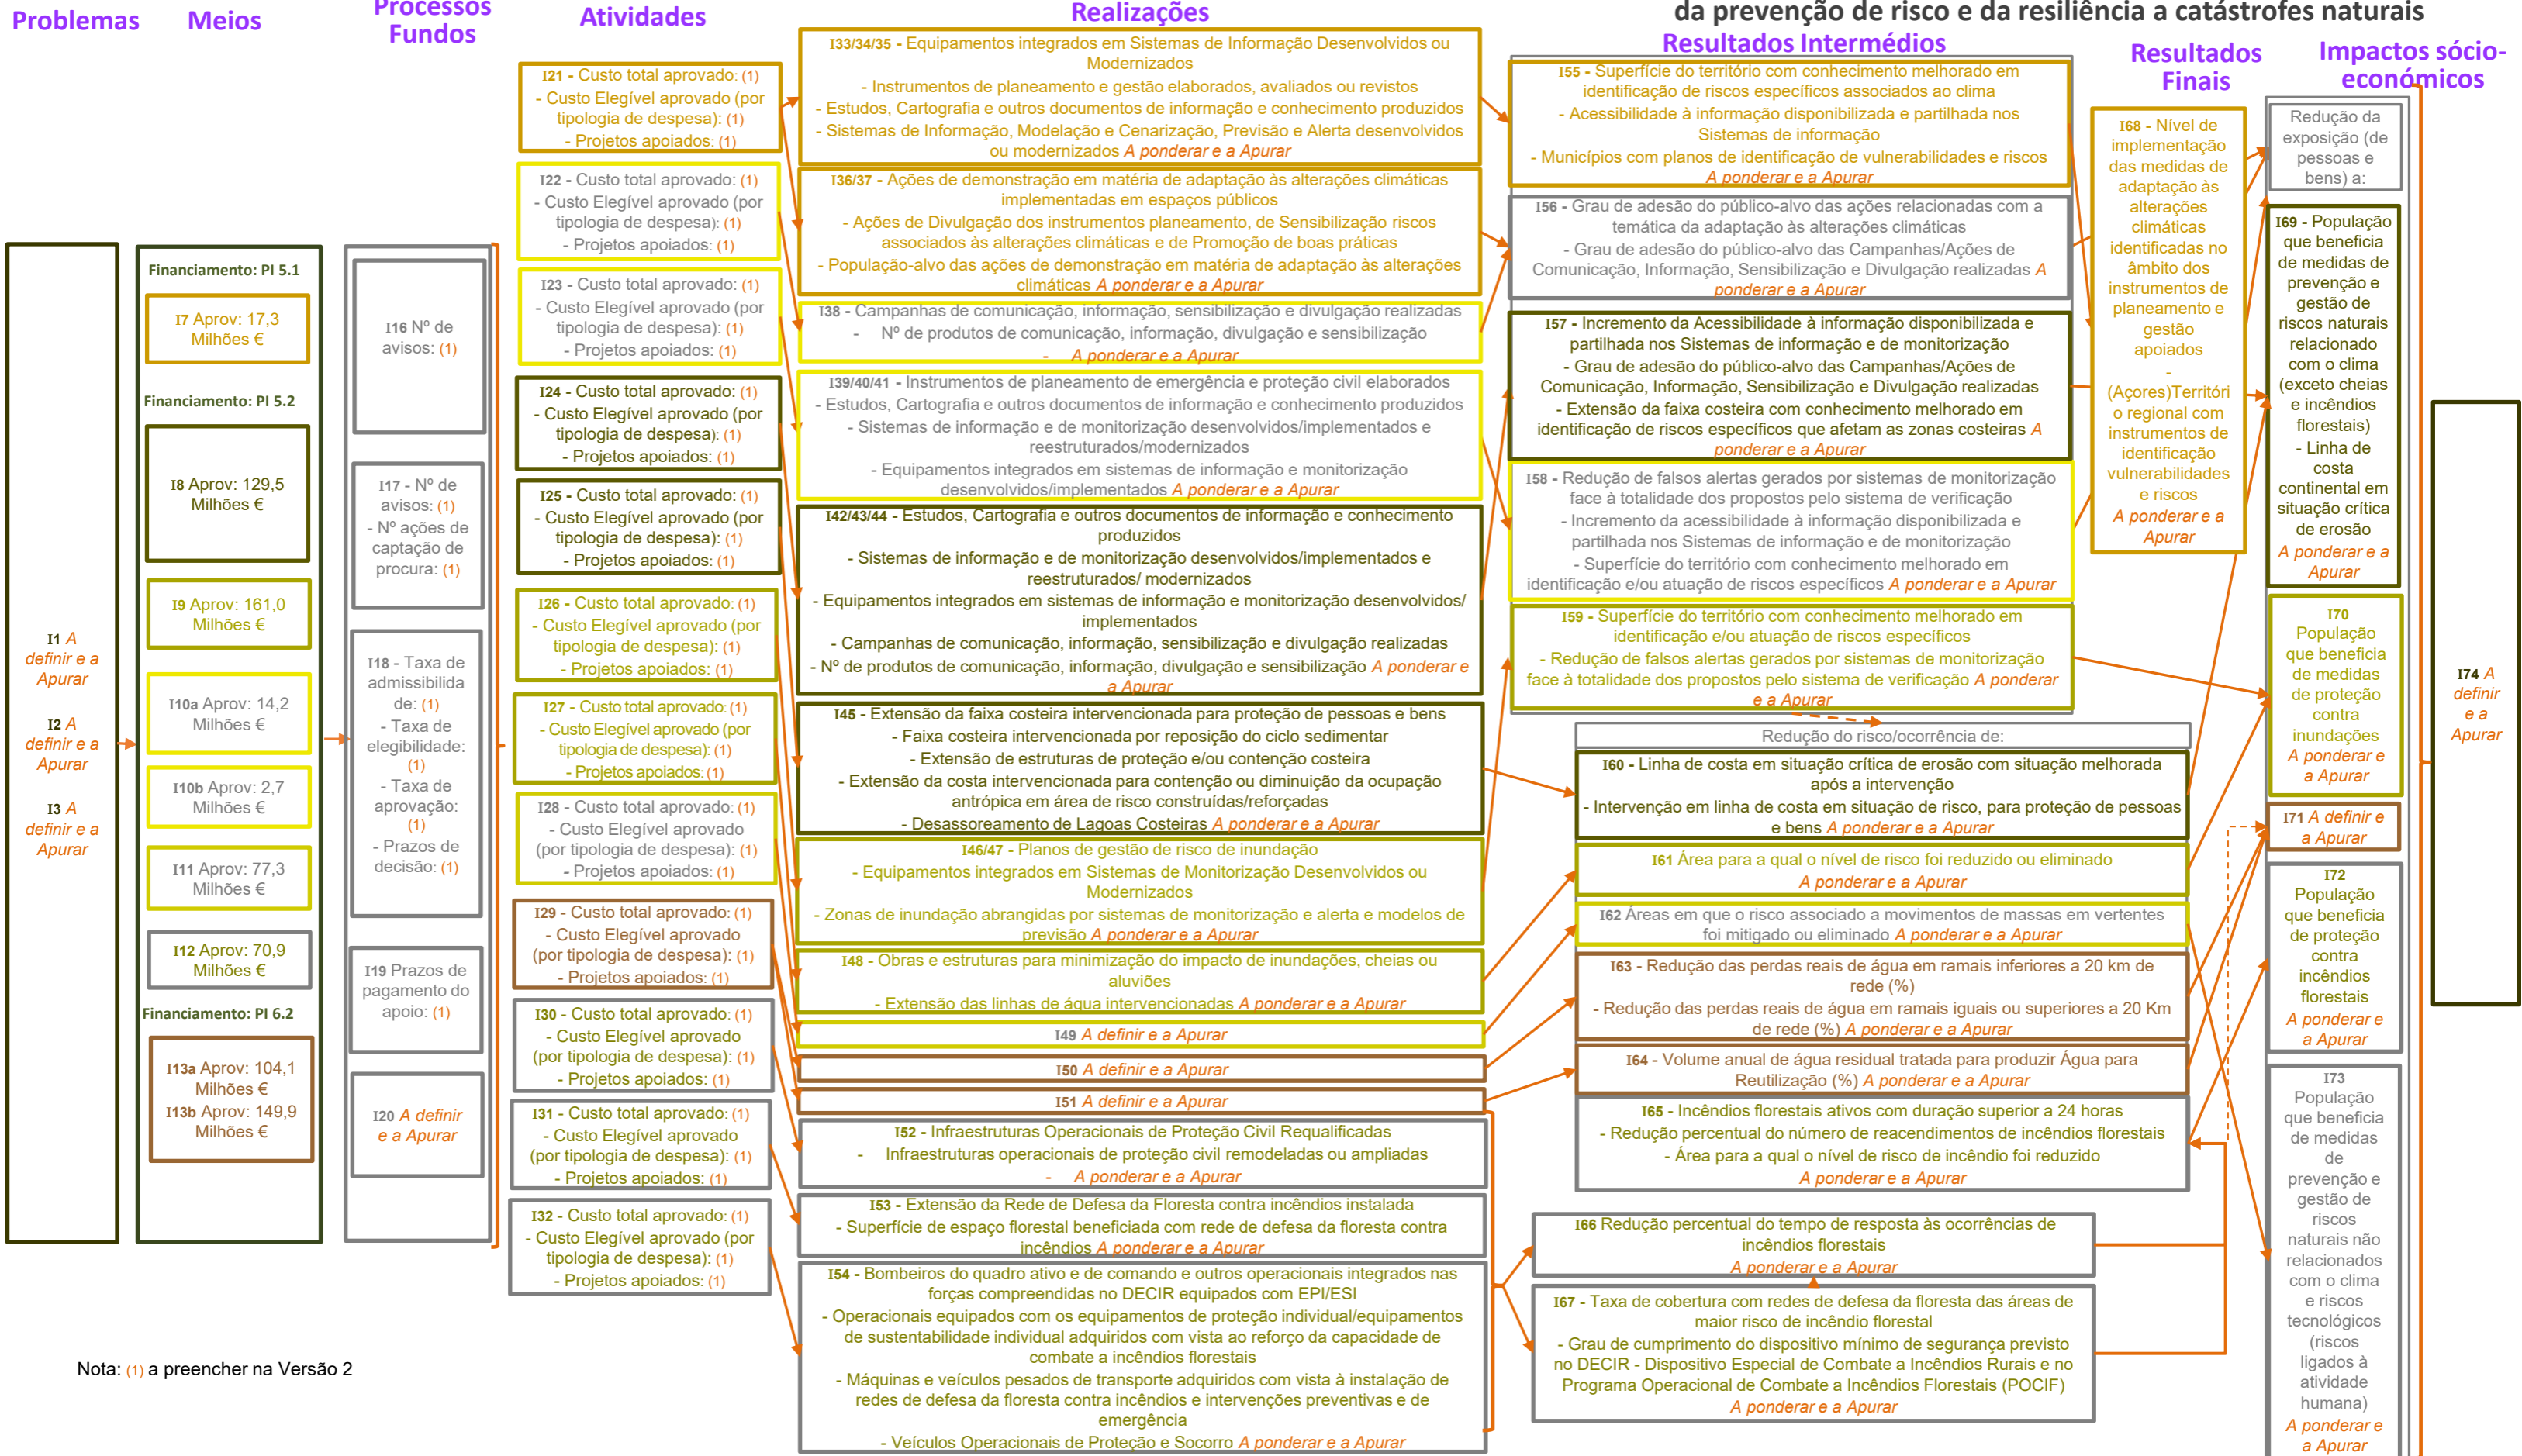 Problemas
Meios
Processos
Fundos
Atividades
Realizações
da prevenção de risco e da resiliência a catástrofes naturais
Resultados Intermédios
Resultados
Finais
Impactos sócio-
económicos
I1 A
definir e a
Apurar
I2 A
definir e a
Apurar
I3 A
definir e a
Apurar
Financiamento: PI 5.1
I7 Aprov: 17,3
Milhões €
Financiamento: PI 5.2
I8 Aprov: 129,5
Milhões €
I9 Aprov: 161,0
Milhões €
I10a Aprov: 14,2
Milhões €
I10b Aprov: 2,7
Milhões €
I11 Aprov: 77,3
Milhões €
I12 Aprov: 70,9
Milhões €
Financiamento: PI 6.2
I13a Aprov: 104,1
Milhões €
I13b Aprov: 149,9
Milhões €
I16 Nº de
avisos: (1)
I17 - Nº de
avisos: (1)
- Nº ações de
captação de
procura: (1)
I18 - Taxa de
admissibilida
de: (1)
- Taxa de
elegibilidade:
(1)
- Taxa de
aprovação:
(1)
- Prazos de
decisão: (1)
I19 Prazos de
pagamento do
apoio: (1)
I20 A definir
e a Apurar
I21 - Custo total aprovado: (1)
- Custo Elegível aprovado (por
tipologia de despesa): (1)
- Projetos apoiados: (1)
I22 - Custo total aprovado: (1)
- Custo Elegível aprovado (por
tipologia de despesa): (1)
- Projetos apoiados: (1)
I23 - Custo total aprovado: (1)
- Custo Elegível aprovado (por
tipologia de despesa): (1)
- Projetos apoiados: (1)
I24 - Custo total aprovado: (1)
- Custo Elegível aprovado (por
tipologia de despesa): (1)
- Projetos apoiados: (1)
I25 - Custo total aprovado: (1)
- Custo Elegível aprovado (por
tipologia de despesa): (1)
- Projetos apoiados: (1)
I26 - Custo total aprovado: (1)
- Custo Elegível aprovado (por
tipologia de despesa): (1)
- Projetos apoiados: (1)
I27 - Custo total aprovado: (1)
- Custo Elegível aprovado (por
tipologia de despesa): (1)
- Projetos apoiados: (1)
I28 - Custo total aprovado: (1)
- Custo Elegível aprovado
(por tipologia de despesa): (1)
- Projetos apoiados: (1)
I29 - Custo total aprovado: (1)
- Custo Elegível aprovado
(por tipologia de despesa): (1)
- Projetos apoiados: (1)
I30 - Custo total aprovado: (1)
- Custo Elegível aprovado
(por tipologia de despesa): (1)
- Projetos apoiados: (1)
I31 - Custo total aprovado: (1)
- Custo Elegível aprovado
(por tipologia de despesa): (1)
- Projetos apoiados: (1)
I32 - Custo total aprovado: (1)
- Custo Elegível aprovado (por
tipologia de despesa): (1)
- Projetos apoiados: (1)
I33/34/35 - Equipamentos integrados em Sistemas de Informação Desenvolvidos ou
Modernizados
- Instrumentos de planeamento e gestão elaborados, avaliados ou revistos
- Estudos, Cartografia e outros documentos de informação e conhecimento produzidos
- Sistemas de Informação, Modelação e Cenarização, Previsão e Alerta desenvolvidos
ou modernizados A ponderar e a Apurar
I36/37 - Ações de demonstração em matéria de adaptação às alterações climáticas
implementadas em espaços públicos
- Ações de Divulgação dos instrumentos planeamento, de Sensibilização riscos
associados às alterações climáticas e de Promoção de boas práticas
- População-alvo das ações de demonstração em matéria de adaptação às alterações
climáticas A ponderar e a Apurar
I38 - Campanhas de comunicação, informação, sensibilização e divulgação realizadas
- Nº de produtos de comunicação, informação, divulgação e sensibilização
- A ponderar e a Apurar
I39/40/41 - Instrumentos de planeamento de emergência e proteção civil elaborados
- Estudos, Cartografia e outros documentos de informação e conhecimento produzidos
- Sistemas de informação e de monitorização desenvolvidos/implementados e
reestruturados/modernizados
- Equipamentos integrados em sistemas de informação e monitorização
desenvolvidos/implementados A ponderar e a Apurar
I42/43/44 - Estudos, Cartografia e outros documentos de informação e conhecimento
produzidos
- Sistemas de informação e de monitorização desenvolvidos/implementados e
reestruturados/ modernizados
- Equipamentos integrados em sistemas de informação e monitorização desenvolvidos/
implementados
- Campanhas de comunicação, informação, sensibilização e divulgação realizadas
- Nº de produtos de comunicação, informação, divulgação e sensibilização A ponderar e
a Apurar
I45 - Extensão da faixa costeira intervencionada para proteção de pessoas e bens
- Faixa costeira intervencionada por reposição do ciclo sedimentar
- Extensão de estruturas de proteção e/ou contenção costeira
- Extensão da costa intervencionada para contenção ou diminuição da ocupação
antrópica em área de risco construídas/reforçadas
- Desassoreamento de Lagoas Costeiras A ponderar e a Apurar
I46/47 - Planos de gestão de risco de inundação
- Equipamentos integrados em Sistemas de Monitorização Desenvolvidos ou
Modernizados
- Zonas de inundação abrangidas por sistemas de monitorização e alerta e modelos de
previsão A ponderar e a Apurar
I48 - Obras e estruturas para minimização do impacto de inundações, cheias ou
aluviões
- Extensão das linhas de água intervencionadas A ponderar e a Apurar
I49 A definir e a Apurar
I50 A definir e a Apurar
I51 A definir e a Apurar
I52 - Infraestruturas Operacionais de Proteção Civil Requalificadas
- Infraestruturas operacionais de proteção civil remodeladas ou ampliadas
- A ponderar e a Apurar
I53 - Extensão da Rede de Defesa da Floresta contra incêndios instalada
- Superfície de espaço florestal beneficiada com rede de defesa da floresta contra
incêndios A ponderar e a Apurar
I54 - Bombeiros do quadro ativo e de comando e outros operacionais integrados nas
forças compreendidas no DECIR equipados com EPI/ESI
- Operacionais equipados com os equipamentos de proteção individual/equipamentos
de sustentabilidade individual adquiridos com vista ao reforço da capacidade de
combate a incêndios florestais
- Máquinas e veículos pesados de transporte adquiridos com vista à instalação de
redes de defesa da floresta contra incêndios e intervenções preventivas e de
emergência
- Veículos Operacionais de Proteção e Socorro A ponderar e a Apurar
I55 - Superfície do território com conhecimento melhorado em
identificação de riscos específicos associados ao clima
- Acessibilidade à informação disponibilizada e partilhada nos
Sistemas de informação
- Municípios com planos de identificação de vulnerabilidades e riscos
A ponderar e a Apurar
I56 - Grau de adesão do público-alvo das ações relacionadas com a
temática da adaptação às alterações climáticas
- Grau de adesão do público-alvo das Campanhas/Ações de
Comunicação, Informação, Sensibilização e Divulgação realizadas A
ponderar e a Apurar
I57 - Incremento da Acessibilidade à informação disponibilizada e
partilhada nos Sistemas de informação e de monitorização
- Grau de adesão do público-alvo das Campanhas/Ações de
Comunicação, Informação, Sensibilização e Divulgação realizadas
- Extensão da faixa costeira com conhecimento melhorado em
identificação de riscos específicos que afetam as zonas costeiras A
ponderar e a Apurar
I58 - Redução de falsos alertas gerados por sistemas de monitorização
face à totalidade dos propostos pelo sistema de verificação
- Incremento da acessibilidade à informação disponibilizada e
partilhada nos Sistemas de informação e de monitorização
- Superfície do território com conhecimento melhorado em
identificação e/ou atuação de riscos específicos A ponderar e a Apurar
I59 - Superfície do território com conhecimento melhorado em
identificação e/ou atuação de riscos específicos
- Redução de falsos alertas gerados por sistemas de monitorização
face à totalidade dos propostos pelo sistema de verificação A ponderar
e a Apurar
Redução do risco/ocorrência de:
I60 - Linha de costa em situação crítica de erosão com situação melhorada
após a intervenção
- Intervenção em linha de costa em situação de risco, para proteção de pessoas
e bens A ponderar e a Apurar
I61 Área para a qual o nível de risco foi reduzido ou eliminado
A ponderar e a Apurar
I62 Áreas em que o risco associado a movimentos de massas em vertentes
foi mitigado ou eliminado A ponderar e a Apurar
I63 - Redução das perdas reais de água em ramais inferiores a 20 km de
rede (%)
- Redução das perdas reais de água em ramais iguais ou superiores a 20 Km
de rede (%) A ponderar e a Apurar
I64 - Volume anual de água residual tratada para produzir Água para
Reutilização (%) A ponderar e a Apurar
I65 - Incêndios florestais ativos com duração superior a 24 horas
- Redução percentual do número de reacendimentos de incêndios florestais
- Área para a qual o nível de risco de incêndio foi reduzido
A ponderar e a Apurar
I66 Redução percentual do tempo de resposta às ocorrências de
incêndios florestais
A ponderar e a Apurar
I67 - Taxa de cobertura com redes de defesa da floresta das áreas de
maior risco de incêndio florestal
- Grau de cumprimento do dispositivo mínimo de segurança previsto
no DECIR - Dispositivo Especial de Combate a Incêndios Rurais e no
Programa Operacional de Combate a Incêndios Florestais (POCIF)
A ponderar e a Apurar
I68 - Nível de
implementação
das medidas de
adaptação às
alterações
climáticas
identificadas no
âmbito dos
instrumentos de
planeamento e
gestão
apoiados
-
(Açores)Territóri
o regional com
instrumentos de
identificação
vulnerabilidades
e riscos
A ponderar e a
Apurar
Redução da
exposição (de
pessoas e
bens) a:
I69 - População
que beneficia
de medidas de
prevenção e
gestão de
riscos naturais
relacionado
com o clima
(exceto cheias
e incêndios
florestais)
- Linha de
costa
continental em
situação crítica
de erosão
A ponderar e a
Apurar
I70
População
que beneficia
de medidas
de proteção
contra
inundações
A ponderar e
a Apurar
I71 A definir e
a Apurar
I72
População
que beneficia
de proteção
contra
incêndios
florestais
A ponderar e
a Apurar
I73
População
que beneficia
de medidas
de
prevenção e
gestão de
riscos
naturais não
relacionados
com o clima
e riscos
tecnológicos
(riscos
ligados à
atividade
humana)
A ponderar e
a Apurar
I74 A
definir
e a
Apurar
Nota: (1) a preencher na Versão 2